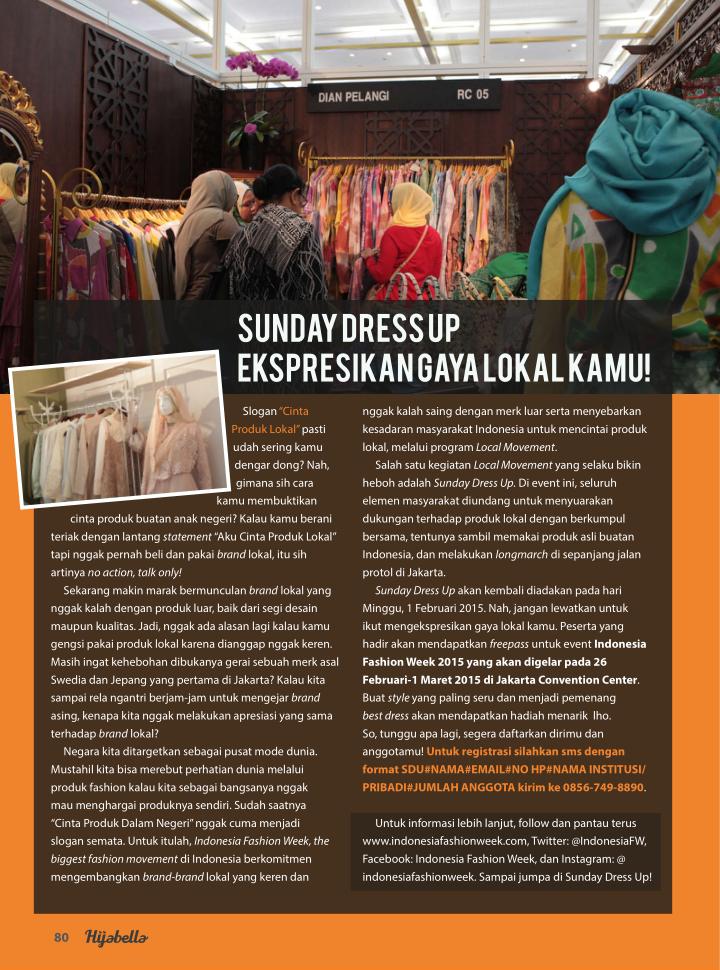 DIAN PELANGI RC 05
SUNDAY DRESS UP
EKSPRESIKAN GAYA LOKAL KAMU!
Slogan “Cinta
Produk Lokal” pasti
udah sering kamu
dengar dong? Nah,
gimana sih cara
kamu membuktikan
cinta produk buatan anak negeri? Kalau kamu berani
teriak dengan lantang statement “Aku Cinta Produk Lokal”
tapi nggak pernah beli dan pakai brand lokal, itu sih
artinya no action, talk only!
Sekarang makin marak bermunculan brand lokal yang
nggak kalah dengan produk luar, baik dari segi desain
maupun kualitas. Jadi, nggak ada alasan lagi kalau kamu
gengsi pakai produk lokal karena dianggap nggak keren.
Masih ingat kehebohan dibukanya gerai sebuah merk asal
Swedia dan Jepang yang pertama di Jakarta? Kalau kita
sampai rela ngantri berjam-jam untuk mengejar brand
asing, kenapa kita nggak melakukan apresiasi yang sama
terhadap brand lokal?
Negara kita ditargetkan sebagai pusat mode dunia.
Mustahil kita bisa merebut perhatian dunia melalui
produk fashion kalau kita sebagai bangsanya nggak
mau menghargai produknya sendiri. Sudah saatnya
“Cinta Produk Dalam Negeri” nggak cuma menjadi
slogan semata. Untuk itulah, Indonesia Fashion Week, the
biggest fashion movement di Indonesia berkomitmen
mengembangkan brand-brand lokal yang keren dan
nggak kalah saing dengan merk luar serta menyebarkan
kesadaran masyarakat Indonesia untuk mencintai produk
lokal, melalui program Local Movement.
Salah satu kegiatan Local Movement yang selaku bikin
heboh adalah Sunday Dress Up. Di event ini, seluruh
elemen masyarakat diundang untuk menyuarakan
dukungan terhadap produk lokal dengan berkumpul
bersama, tentunya sambil memakai produk asli buatan
Indonesia, dan melakukan longmarch di sepanjang jalan
protol di Jakarta.
Sunday Dress Up akan kembali diadakan pada hari
Minggu, 1 Februari 2015. Nah, jangan lewatkan untuk
ikut mengekspresikan gaya lokal kamu. Peserta yang
hadir akan mendapatkan freepass untuk event Indonesia
Fashion Week 2015 yang akan digelar pada 26
Februari-1 Maret 2015 di Jakarta Convention Center.
Buat style yang paling seru dan menjadi pemenang
best dress akan mendapatkan hadiah menarik lho.
So, tunggu apa lagi, segera daftarkan dirimu dan
anggotamu! Untuk registrasi silahkan sms dengan
format SDU#NAMA#EMAIL#NO HP#NAMA INSTITUSI/
PRIBADI#JUMLAH ANGGOTA kirim ke 0856-749-8890.
Untuk informasi lebih lanjut, follow dan pantau terus
www.indonesiafashionweek.com, Twitter: @IndonesiaFW,
Facebook: Indonesia Fashion Week, dan Instagram: @
indonesiafashionweek. Sampai jumpa di Sunday Dress Up!
80 Hijabella